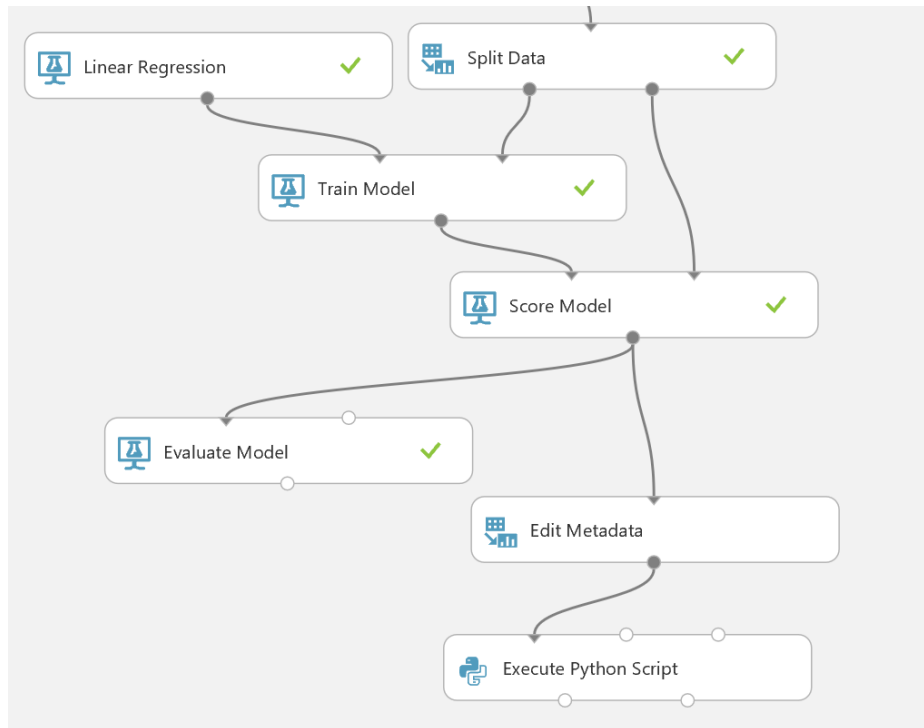 Linear Regression
Split Data
Train Model
Score Model
Evaluate Model
Edit Metadata
Execute Python Script